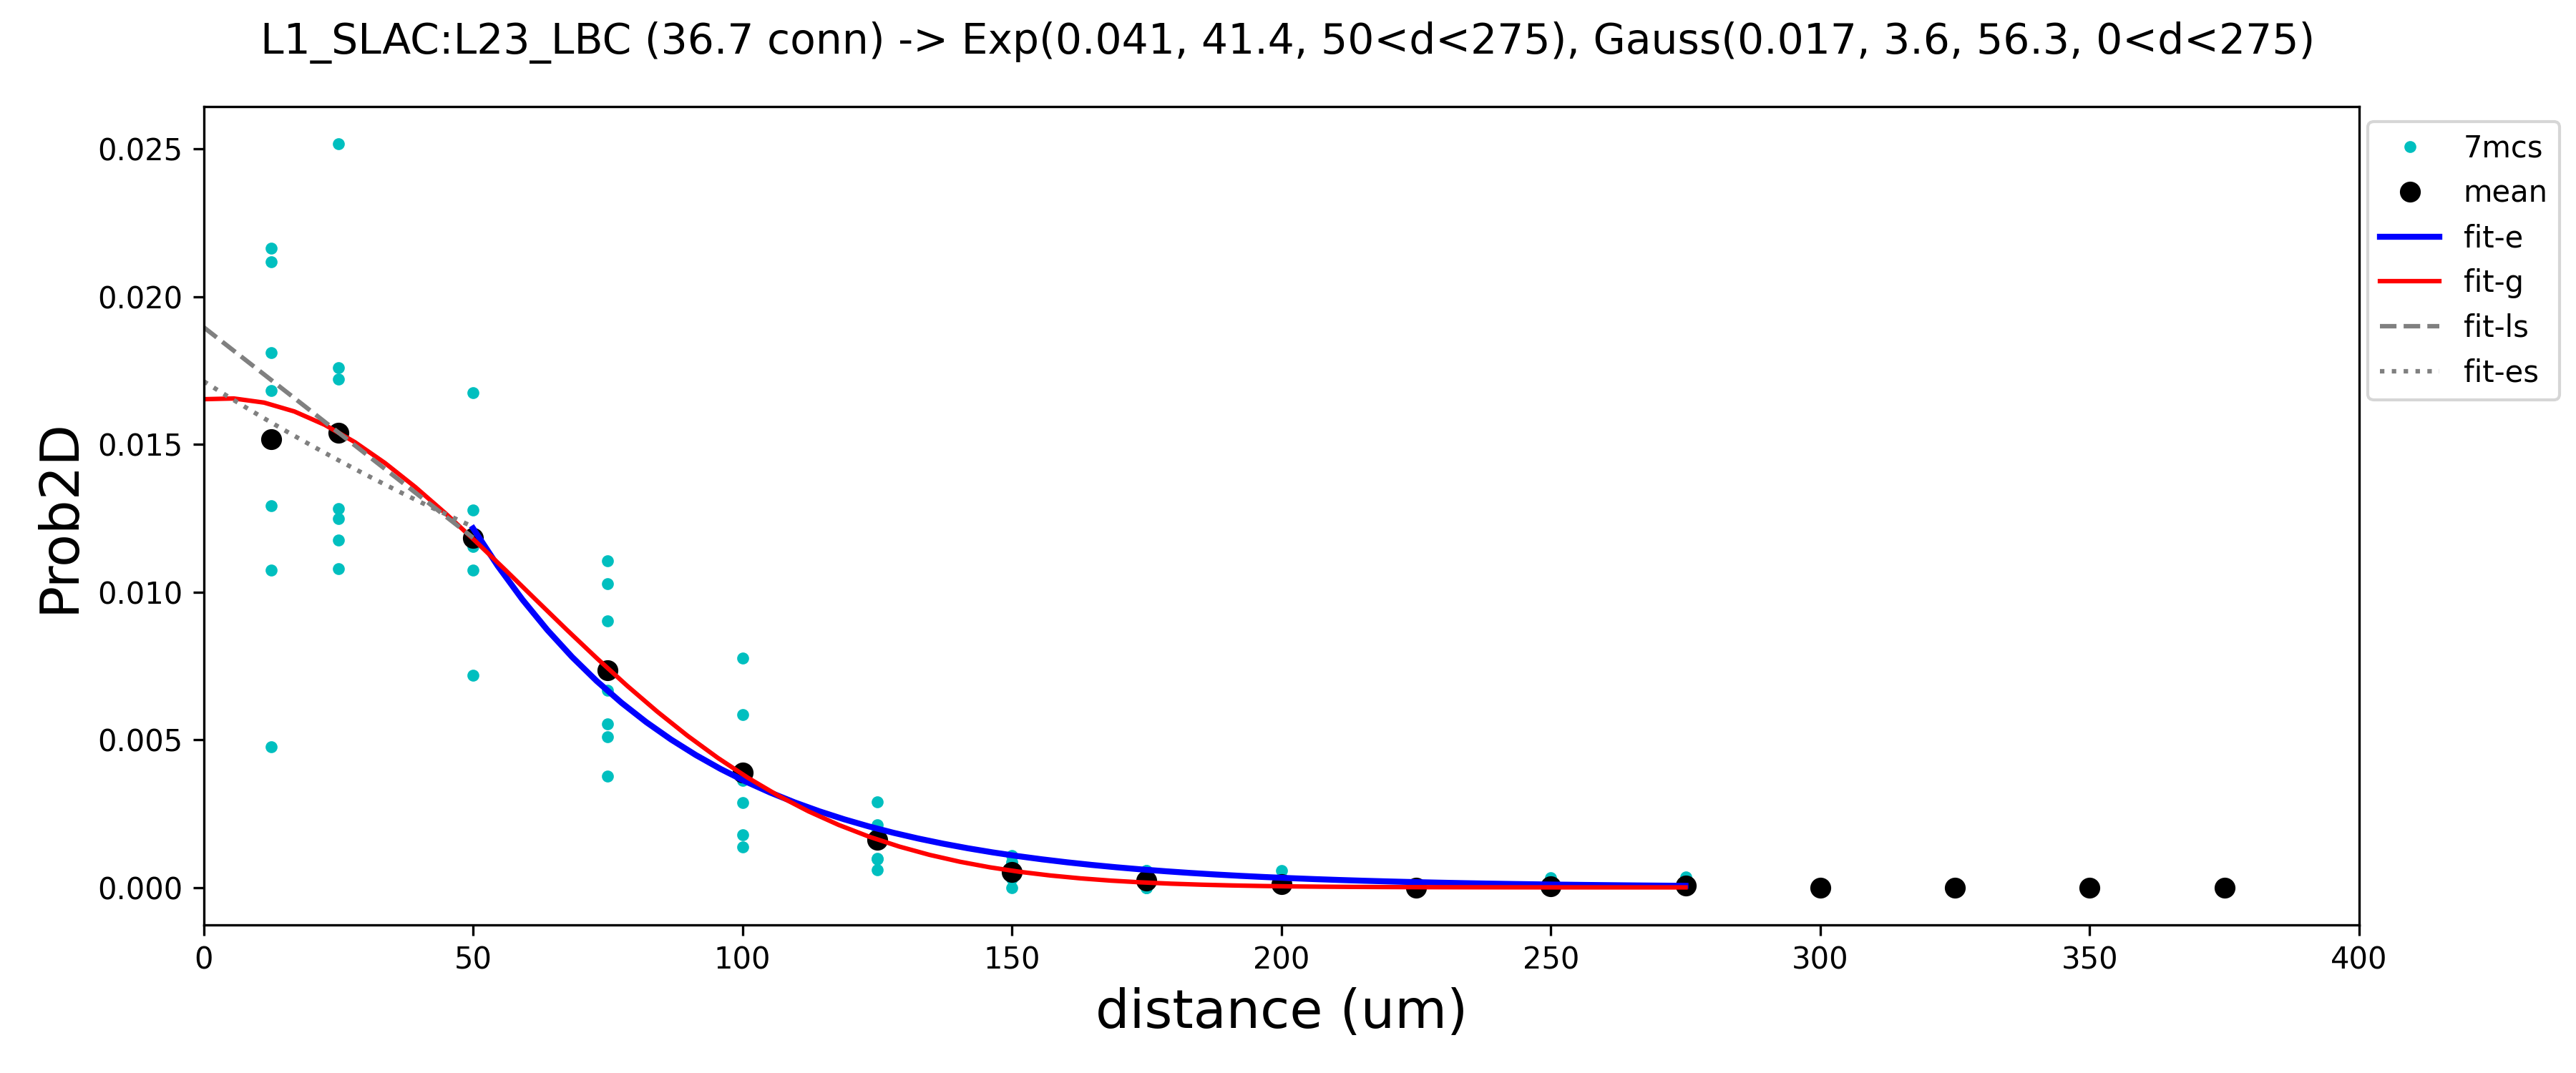 L1_SLAC:L23_LBC (36.7 conn) -> Exp(0.041, 41.4, 50<d<275), Gauss(0.017, 3.6, 56.3, 0<d<275)
0.025
0.020
0.015
0.010
0.005
0.000
Prob2D
0 50 100 150 200 250 300 350 400
distance (um)
7mcs
mean
fit-e
fit-g
fit-ls
fit-es